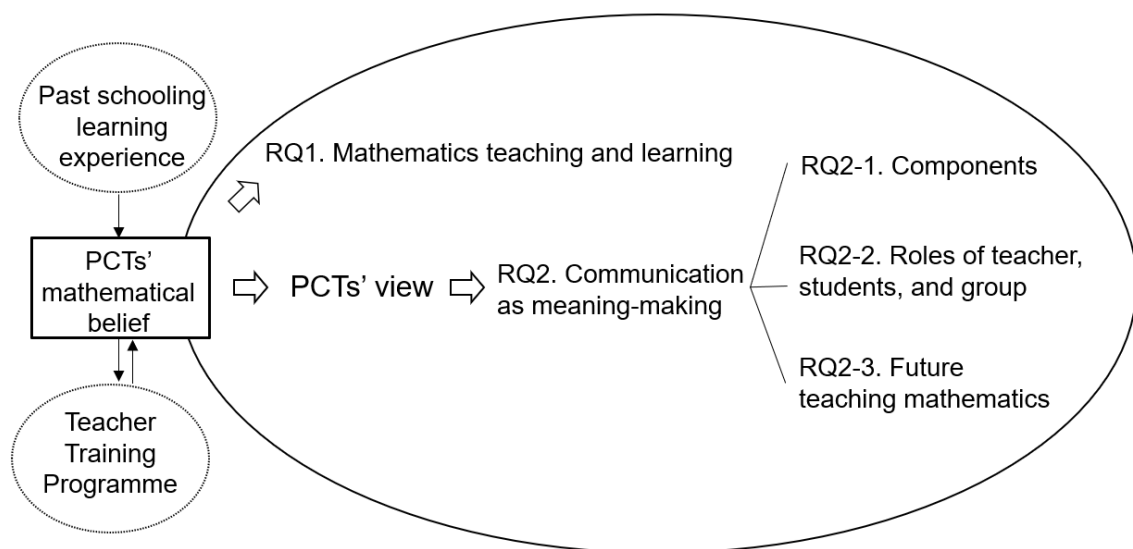 Past schooling
learning
experience
PCTs’
mathematical
belief
Teacher
Training
Programme
RQ1. Mathematics teaching and learning
PCTs’ view
RQ2. Communication
as meaning-making
RQ2-1. Components
RQ2-2. Roles of teacher,
students, and group
RQ2-3. Future
teaching mathematics